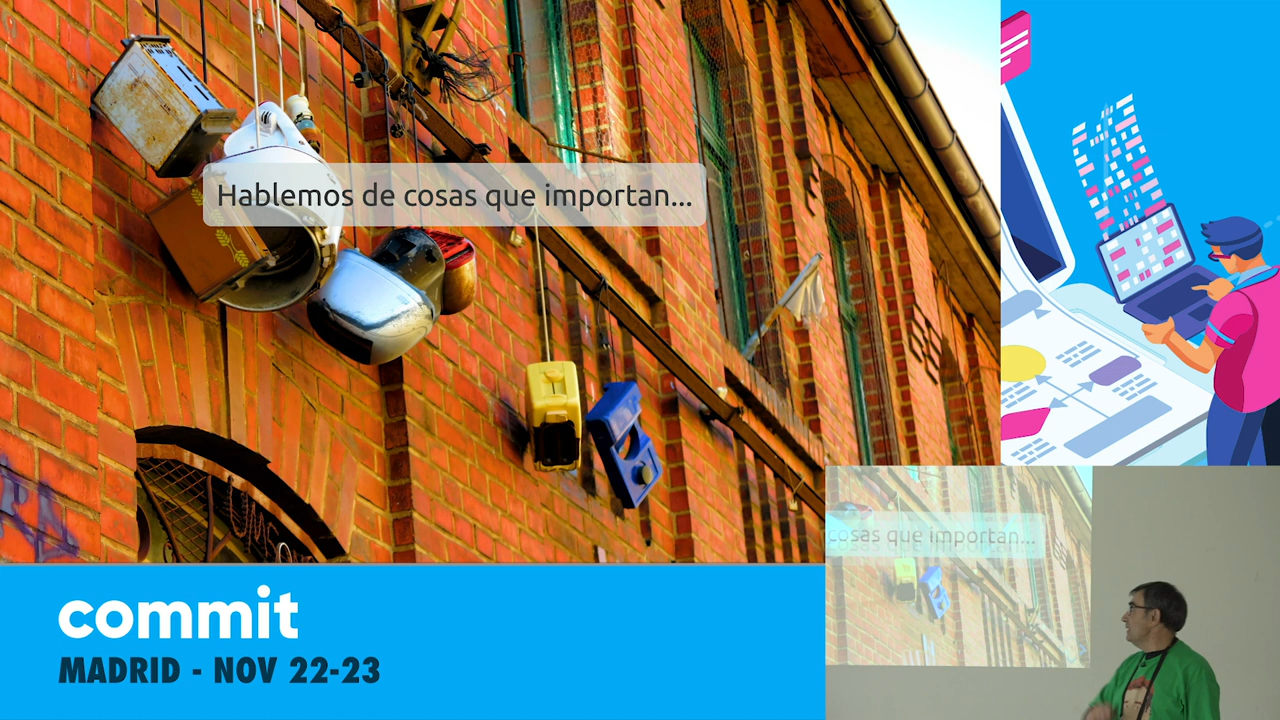 Hablemos de cosas que importan...
commit
MADRID - NOV 22-23
cosas que importan...